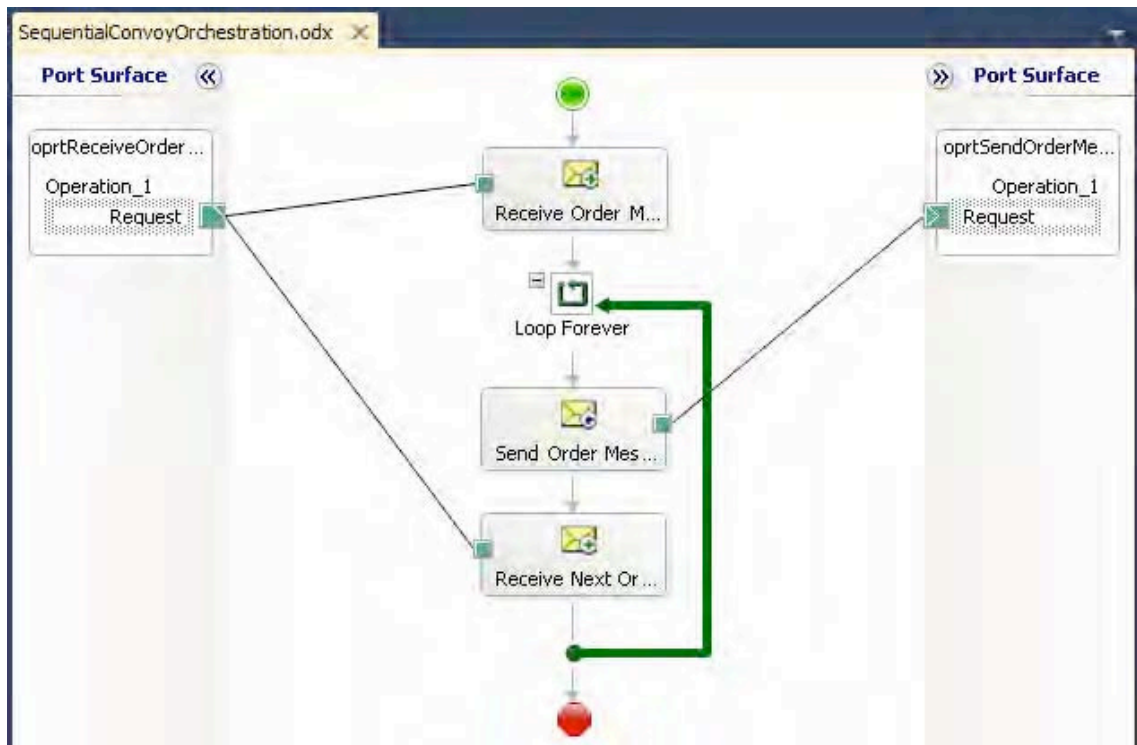 SequentialConvoyOrchestration.odx
Port Surface
Port Surface
oprtReceiveOrder ...
Operation_1
Request
Receive Order M...
oprtSendOrderMe...
Operation_1
Request
Loop Forever
Send Order Mes ...
Receive Next Or ...